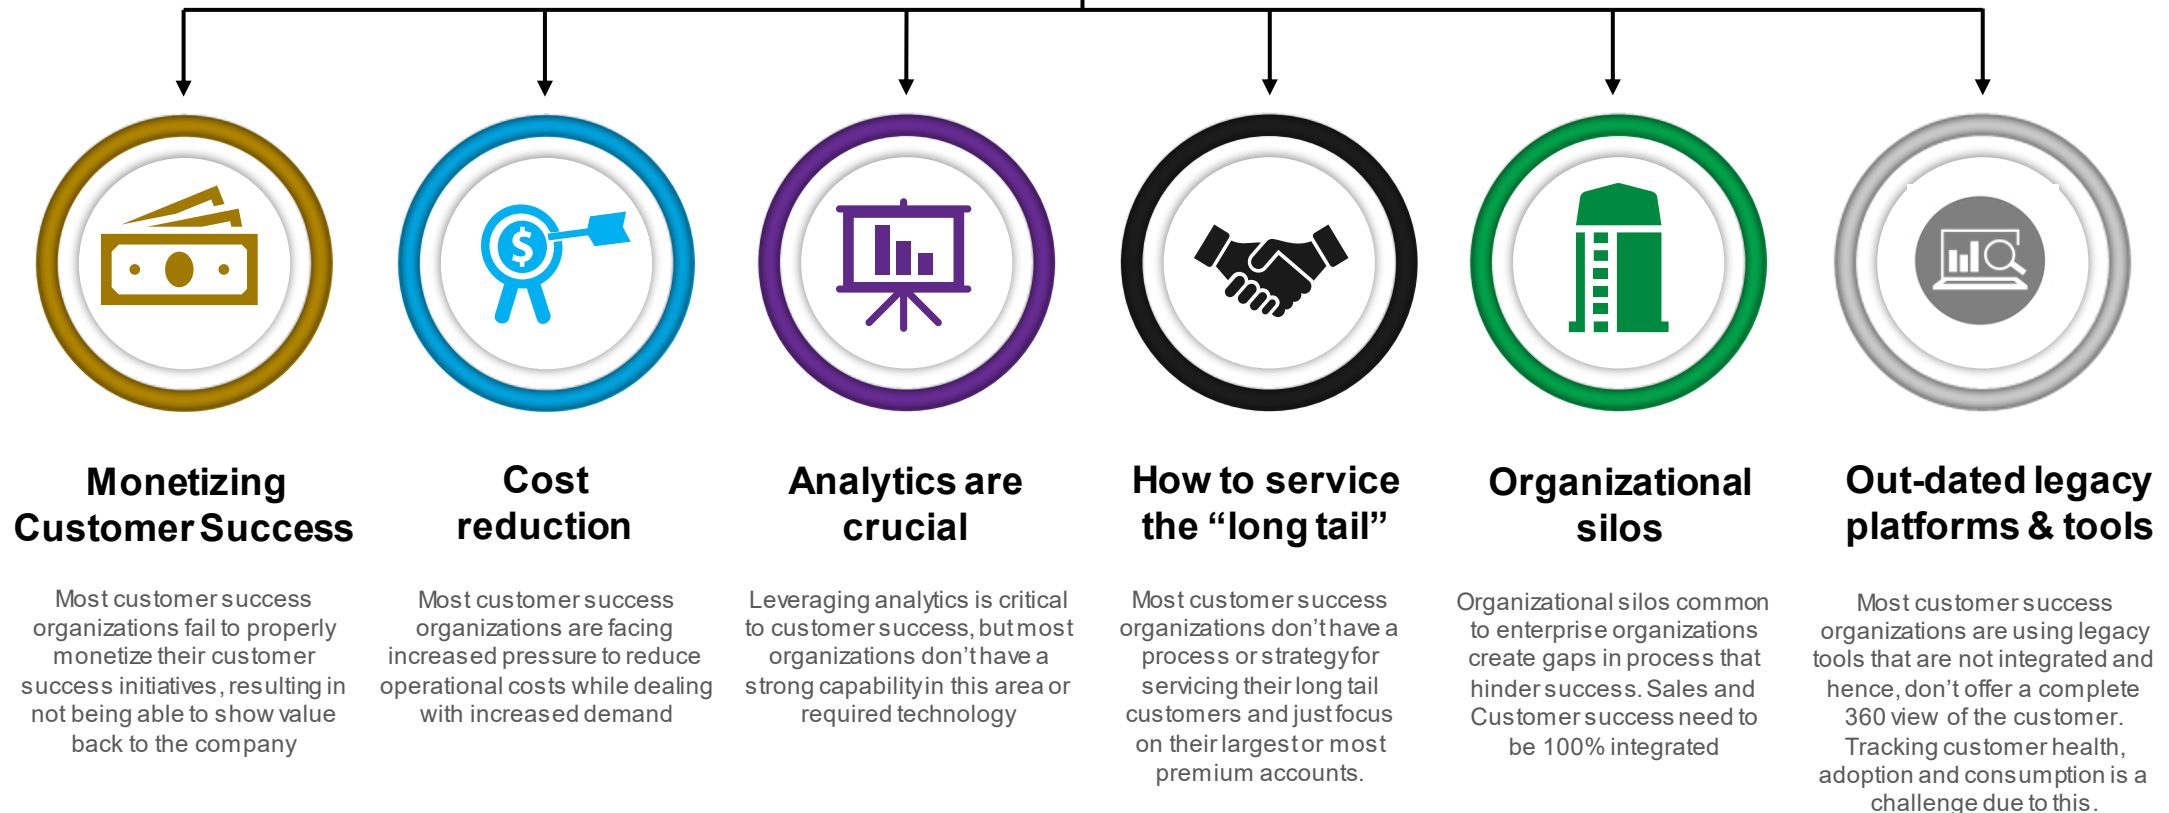 Monetizing
Customer Success
Most customer success
organizations fail to properly
monetize their customer
success initiatives, resulting in
not being able to show value
back to the company
$
Cost
reduction
Most customer success
organizations are facing
increased pressure to reduce
operational costs while dealing
with increased demand
Analytics are
crucial
Leveraging analytics is critical
to customer success, but most
organizations don’t have a
strong capability in this area or
required technology
How to service
the “long tail”
Most customer success
organizations don’t have a
process or strategy for
servicing their long tail
customers and just focus
on their largest or most
premium accounts.
Organizational
silos
Organizational silos common
to enterprise organizations
create gaps in process that
hinder success. Sales and
Customer success need to
be 100% integrated
Out-dated legacy
platforms & tools
Most customer success
organizations are using legacy
tools that are not integrated and
hence, don’t offer a complete
360 view of the customer.
Tracking customer health,
adoption and consumption is a
challenge due to this.